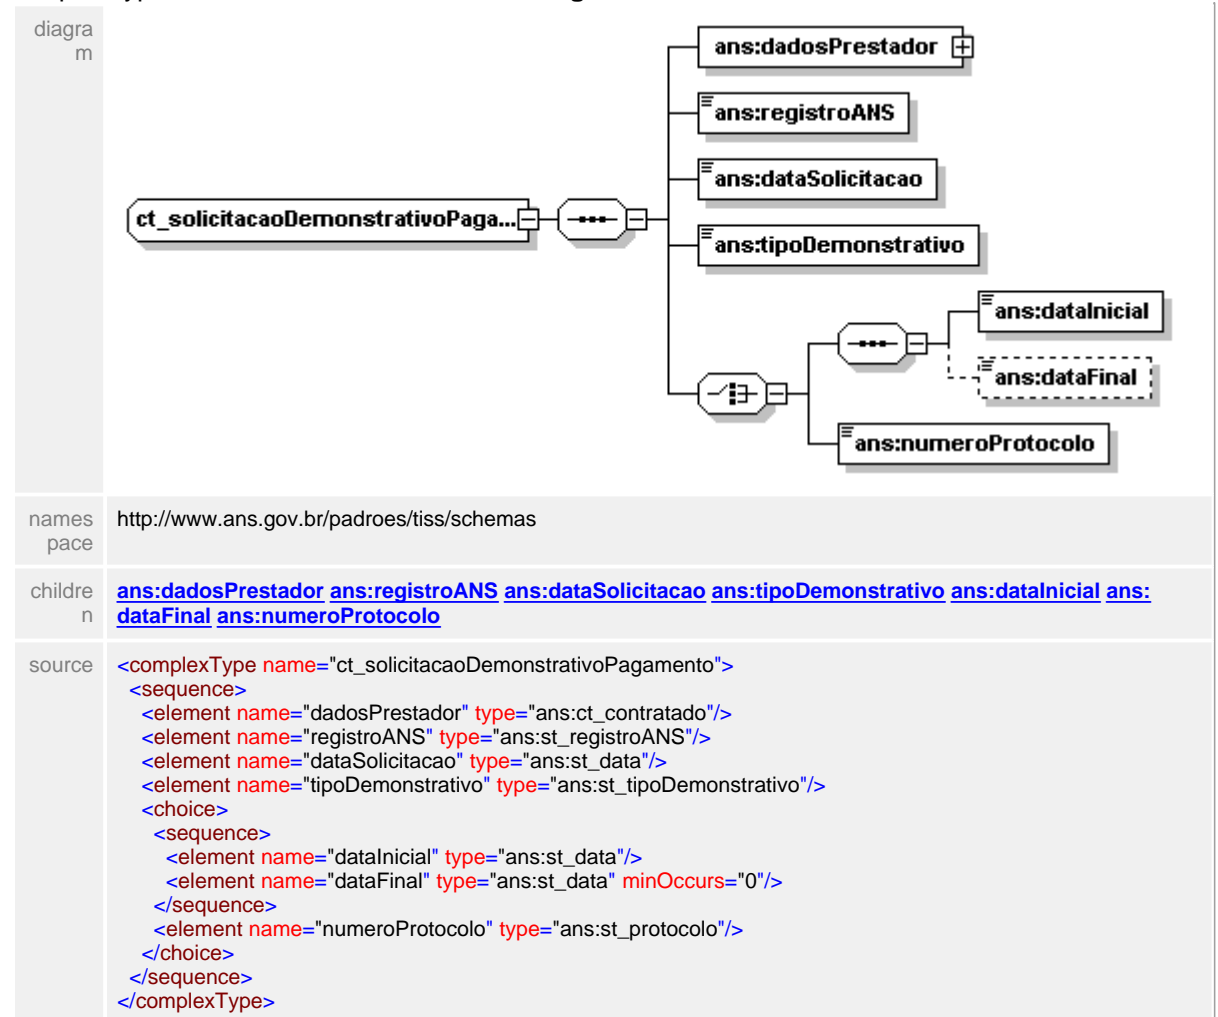 diagra
m
ans:dadosPrestador
ans:registroANS
ans:dataSolicitacao
ct_solicitacaoDemonstrativoPaga...
ans:tipoDemonstrativo
ans:dataInicial
ans:dataFinal
ans:numeroProtocolo
names
pace
http://www.ans.gov.br/padroes/tiss/schemas
childre
n
ans:dadosPrestador ans:registroANS ans:dataSolicitacao ans:tipoDemonstrativo ans:dataInicial ans:
dataFinal ans:numeroProtocolo
source
<complexType name="ct_solicitacaoDemonstrativoPagamento">
<sequence>
<element name="dadosPrestador" type="ans:ct_contratado"/>
<element name="registroANS" type="ans:st_registroANS"/>
<element name="dataSolicitacao" type="ans:st_data"/>
<element name="tipoDemonstrativo" type="ans:st_tipoDemonstrativo"/>
<choice>
<sequence>
<element name="dataInicial" type="ans:st_data"/>
<element name="dataFinal" type="ans:st_data" minOccurs="0"/>
</sequence>
<element name="numeroProtocolo" type="ans:st_protocolo"/>
</choice>
</sequence>
</complexType>